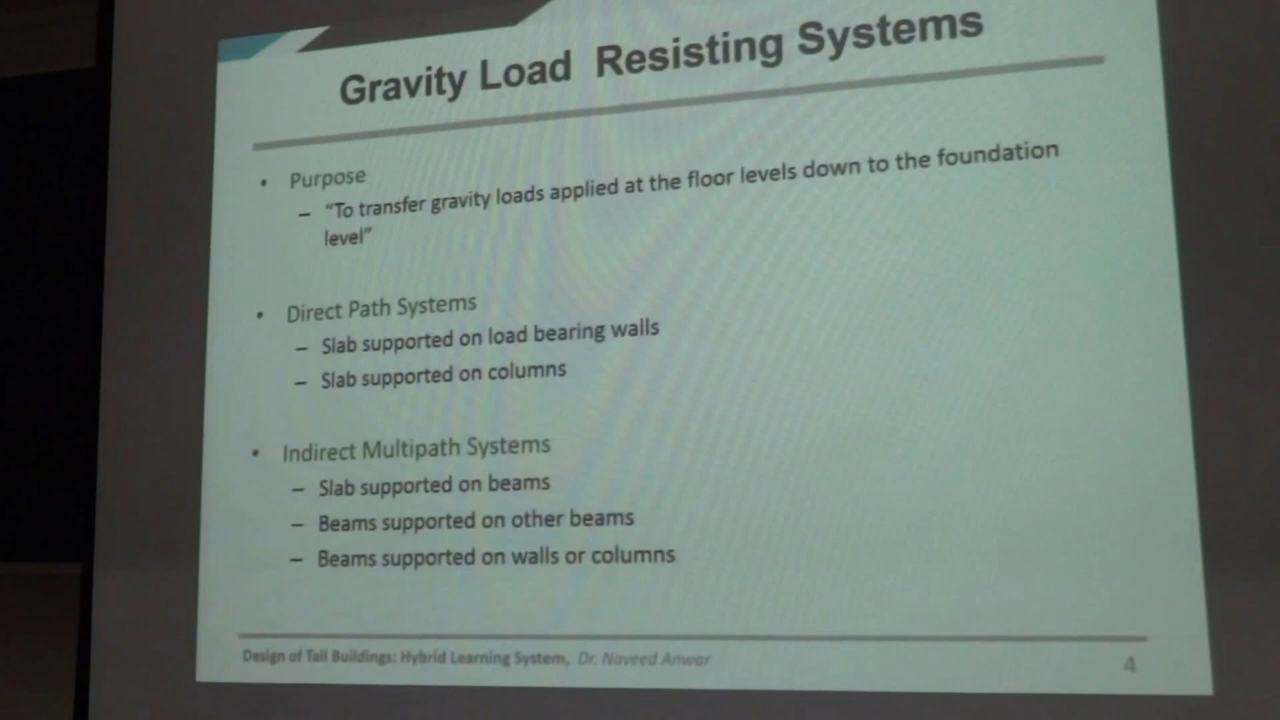 Gravity Load Resisting Systems
• Purpose
– “To transfer gravity loads applied at the floor levels down to the foundation
level”
• Direct Path Systems
– Slab supported on load bearing walls
– Slab supported on columns
• Indirect Multipath Systems
– Slab supported on beams
– Beams supported on other beams
– Beams supported on walls or columns
Design of Tall Buildings: Hybrid Learning System, Dr. Naveed Anwar
4